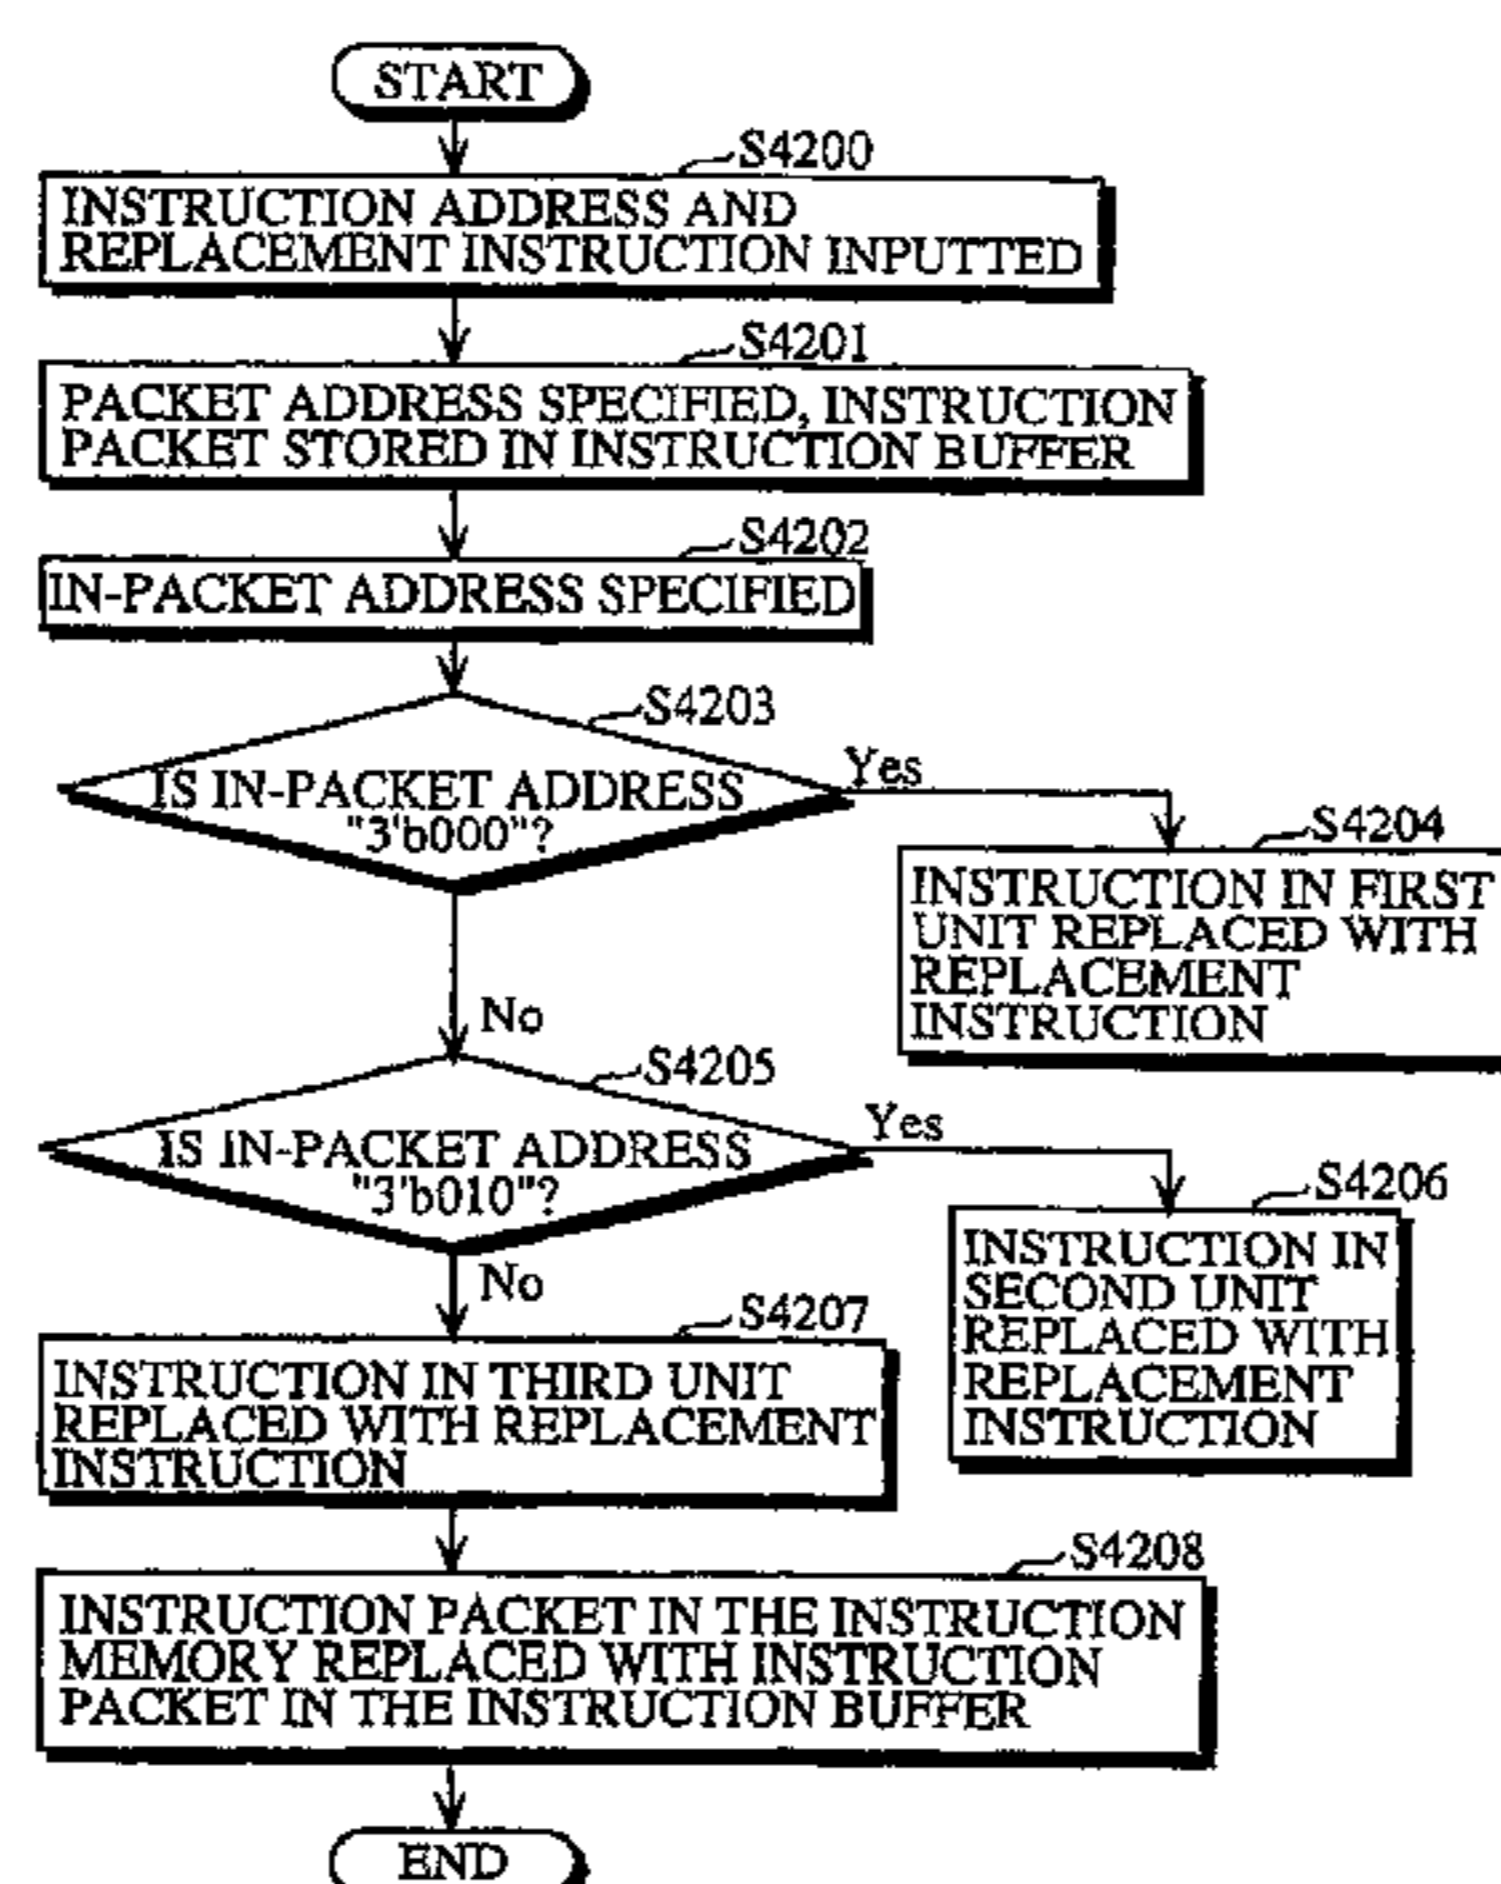 START
S4200
INSTRUCTION ADDRESS AND
REPLACEMENT INSTRUCTION INPUTTED
S4201
PACKET ADDRESS SPECIFIED, INSTRUCTION
PACKET STORED IN INSTRUCTION BUFFER
S4202
IN-PACKET ADDRESS SPECIFIED
S4203
IS IN-PACKET ADDRESS
"3'b000"?
Yes
S4204
INSTRUCTION IN FIRST
UNIT REPLACED WITH
REPLACEMENT
INSTRUCTION
No
S4205
IS IN-PACKET ADDRESS
"3'b010"?
Yes
S4206
INSTRUCTION IN
SECOND UNIT
REPLACED WITH
REPLACEMENT
INSTRUCTION
No
S4207
INSTRUCTION IN THIRD UNIT
REPLACED WITH REPLACEMENT
INSTRUCTION
S4208
INSTRUCTION PACKET IN THE INSTRUCTION
MEMORY REPLACED WITH INSTRUCTION
PACKET IN THE INSTRUCTION BUFFER
END